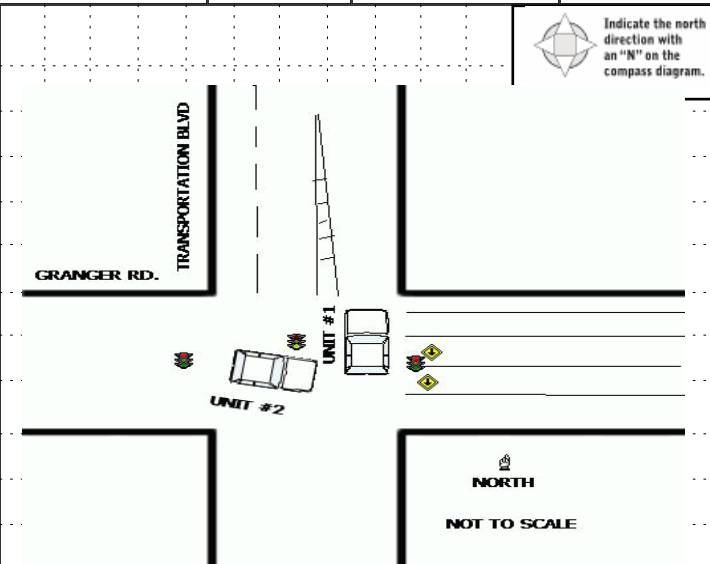 Indicate the north
direction with
an “N” on the
compass diagram.
TRANSPORTATION BLVD
GRANGER RD.
UNIT #1
UNIT #2
NORTH
NOT TO SCALE